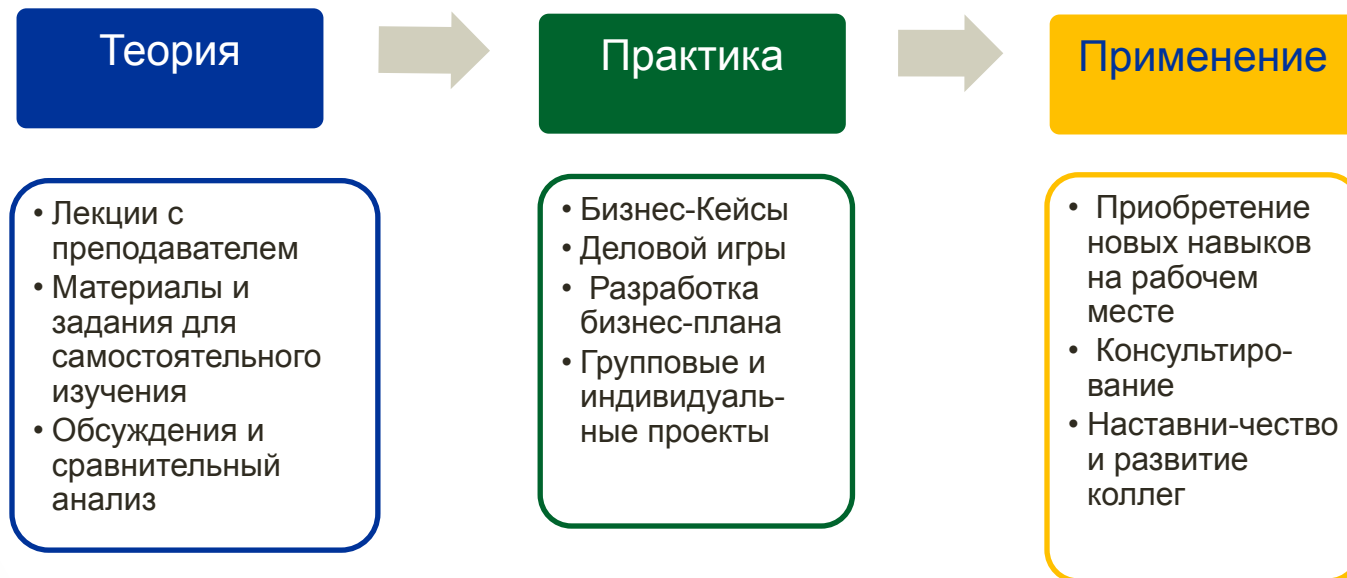 Теория
Практика
Применение
• Лекции с
преподавателем
• Материалы и
задания для
самостоятельного
изучения
• Обсуждения и
сравнительный
анализ
• Бизнес-Кейсы
• Деловой игры
• Разработка
бизнес-плана
• Групповые и
индивидуаль-
ные проекты
• Приобретение
новых навыков
на рабочем
месте
• Консультиро-
вание
• Наставни-чество
и развитие
коллег